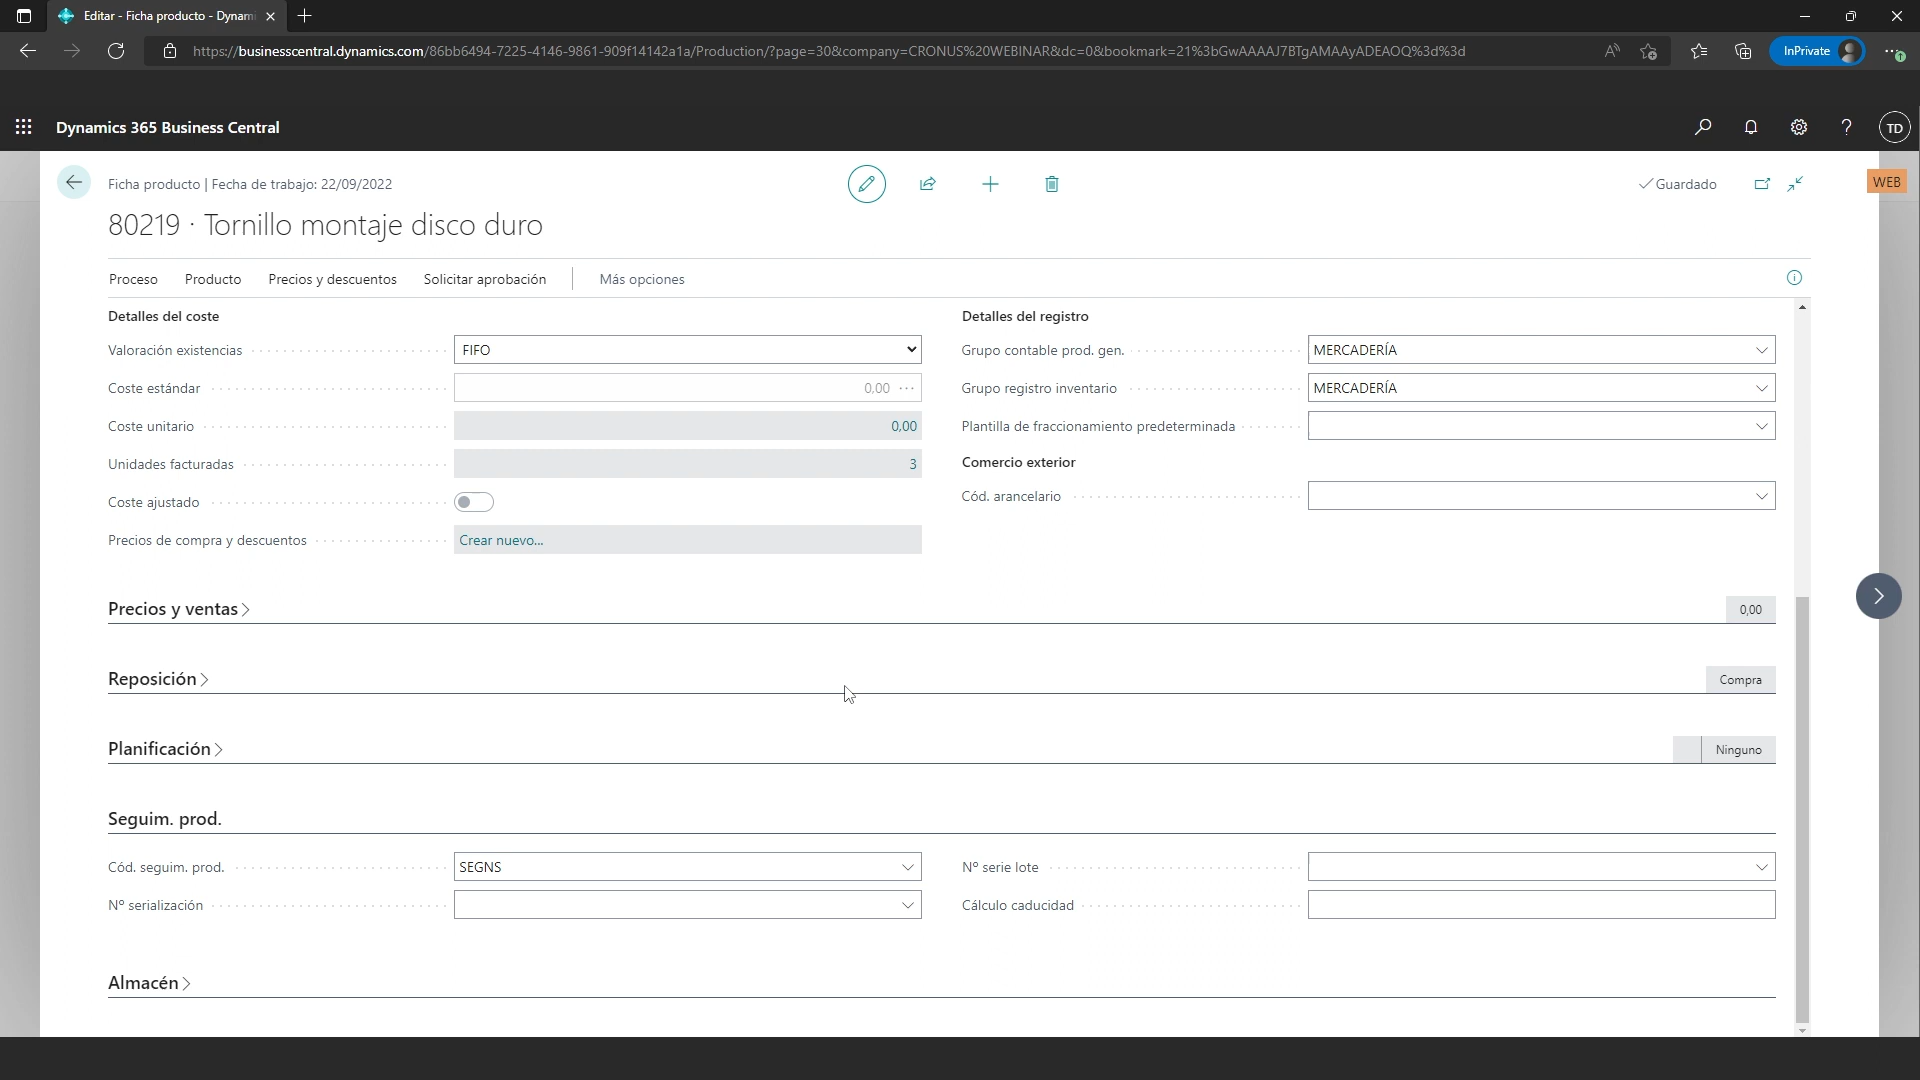 Editar - Ficha producto - Dynami
https://businesscentral.dynamics.com/86bb6494-7225-4146-9861-909f14142a1a/Production/?page=30&company=CRONUS%20WEBINAR&dc=0&bookmark=21%3bGwAAAAJ7BTgAMAAyADEAOQ%3d%3d
InPrivate
Dynamics 365 Business Central
TD
Ficha producto | Fecha de trabajo: 22/09/2022
Guardado
WEB
80219 · Tornillo montaje disco duro
Proceso Producto Precios y descuentos Solicitar aprobación Más opciones
Detalles del coste
Valoración existencias FIFO
Coste estándar 0,00
Coste unitario 0,00
Unidades facturadas 3
Coste ajustado
Precios de compra y descuentos Crear nuevo...
Detalles del registro
Grupo contable prod. gen. MERCADERÍA
Grupo registro inventario MERCADERÍA
Plantilla de fraccionamiento predeterminada
Comercio exterior
Cód. arancelario
Precios y ventas 0,00
Reposición Compra
Planificación Ninguno
Seguim. prod.
Cód. seguim. prod. SEGNS
Nº serialización
Nº serie lote
Cálculo caducidad
Almacén